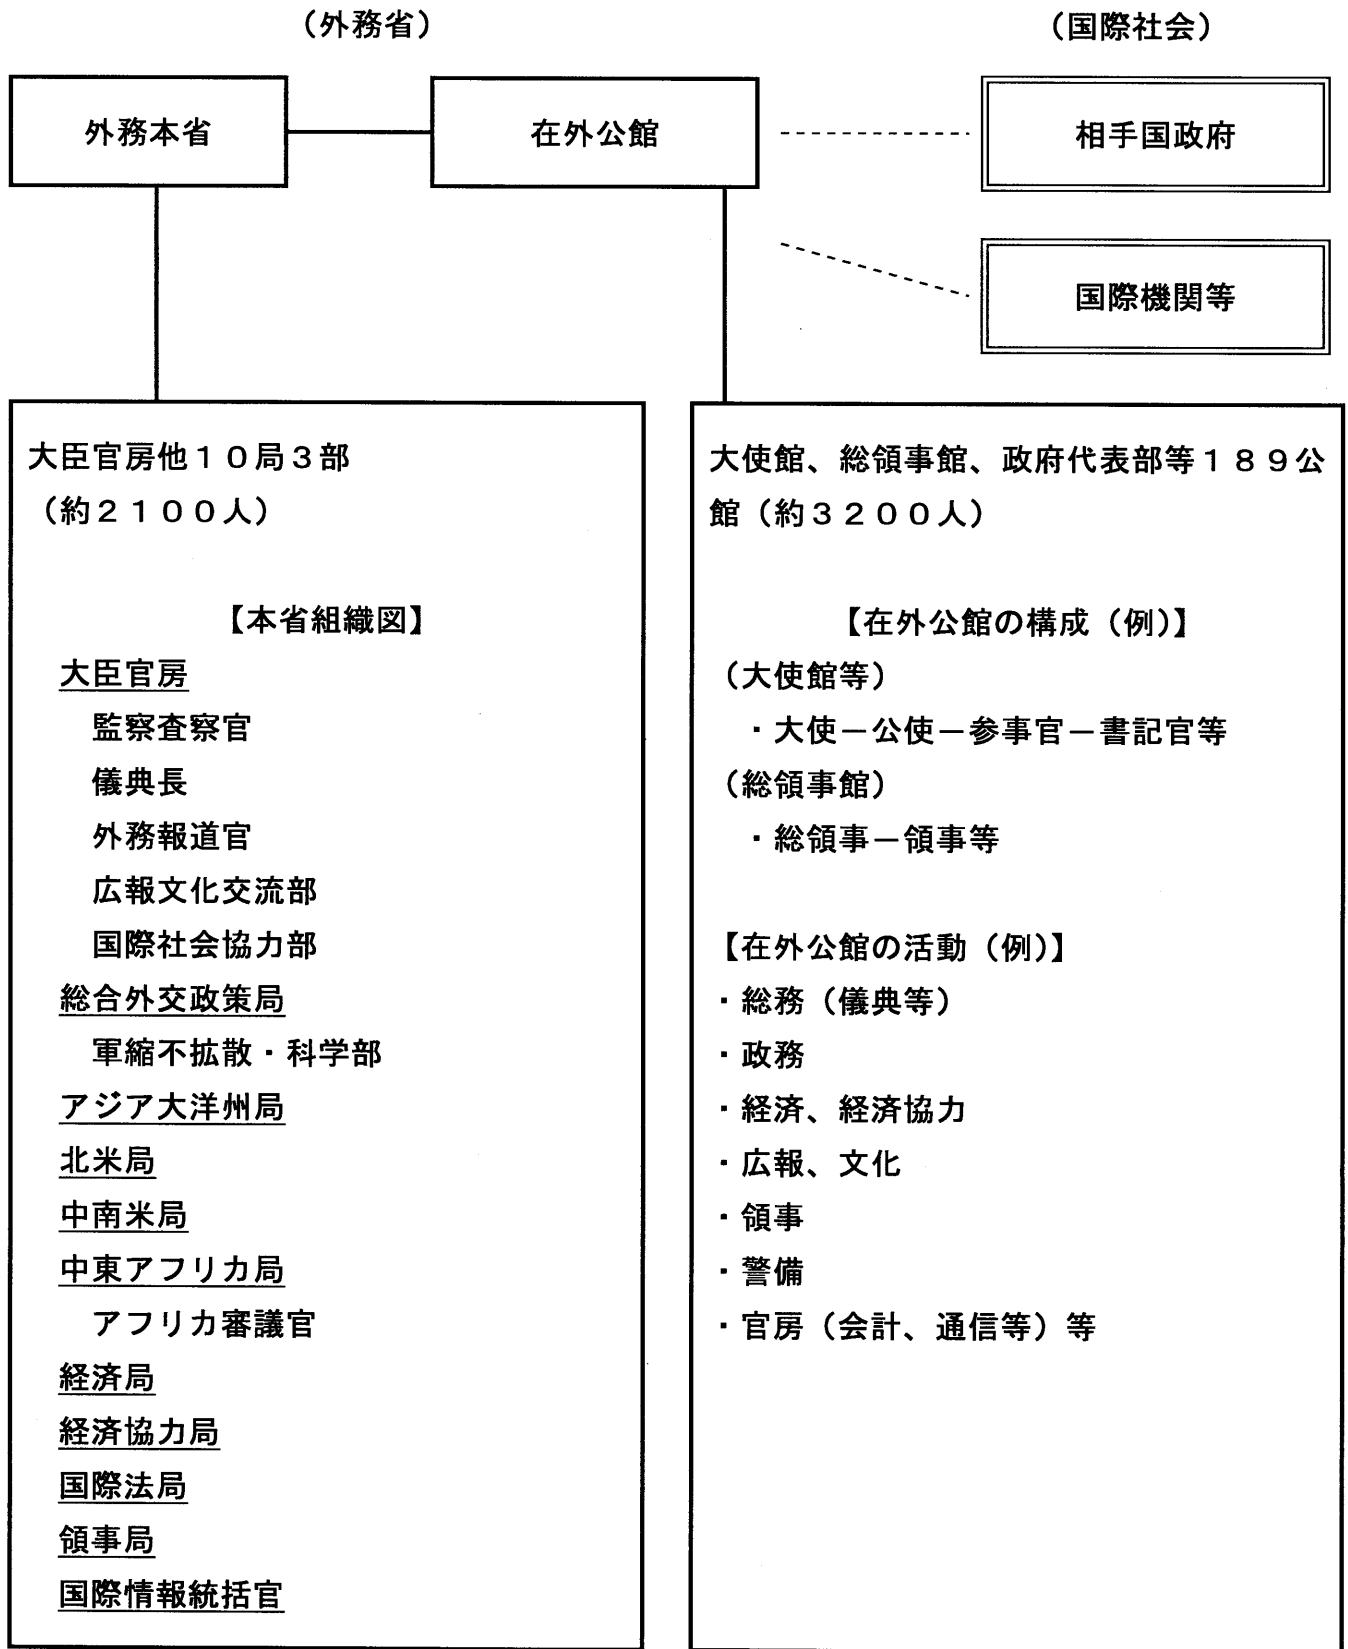 （外務省）
（国際社会）
外務本省
在外公館
相手国政府
国際機関等
大臣官房他１０局３部
（約２１００人）
【本省組織図】
大臣官房
監察査察官
儀典長
外務報道官
広報文化交流部
国際社会協力部
総合外交政策局
軍縮不拡散・科学部
アジア大洋州局
北米局
中南米局
中東アフリカ局
アフリカ審議官
経済局
経済協力局
国際法局
領事局
国際情報統括官
大使館、総領事館、政府代表部等１８９公
館（約３２００人）
【在外公館の構成（例）】
（大使館等）
・大使－公使－参事官－書記官等
（総領事館）
・総領事－領事等
【在外公館の活動（例）】
・総務（儀典等）
・政務
・経済、経済協力
・広報、文化
・領事
・警備
・官房（会計、通信等）等